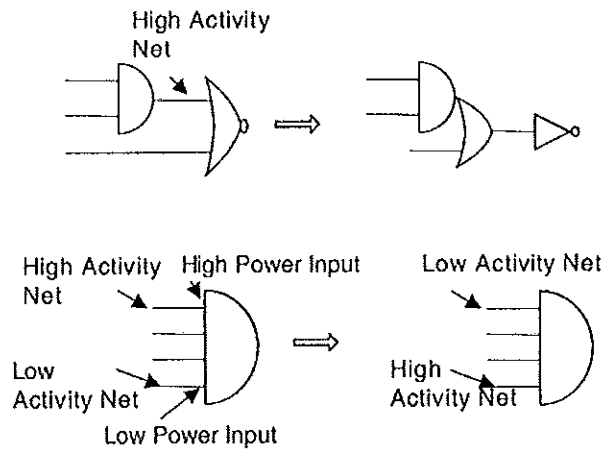 High Activity
Net
High Activity
Net
High Power Input
Low
Activity Net
Low Power Input
Low Activity Net
High
Activity Net